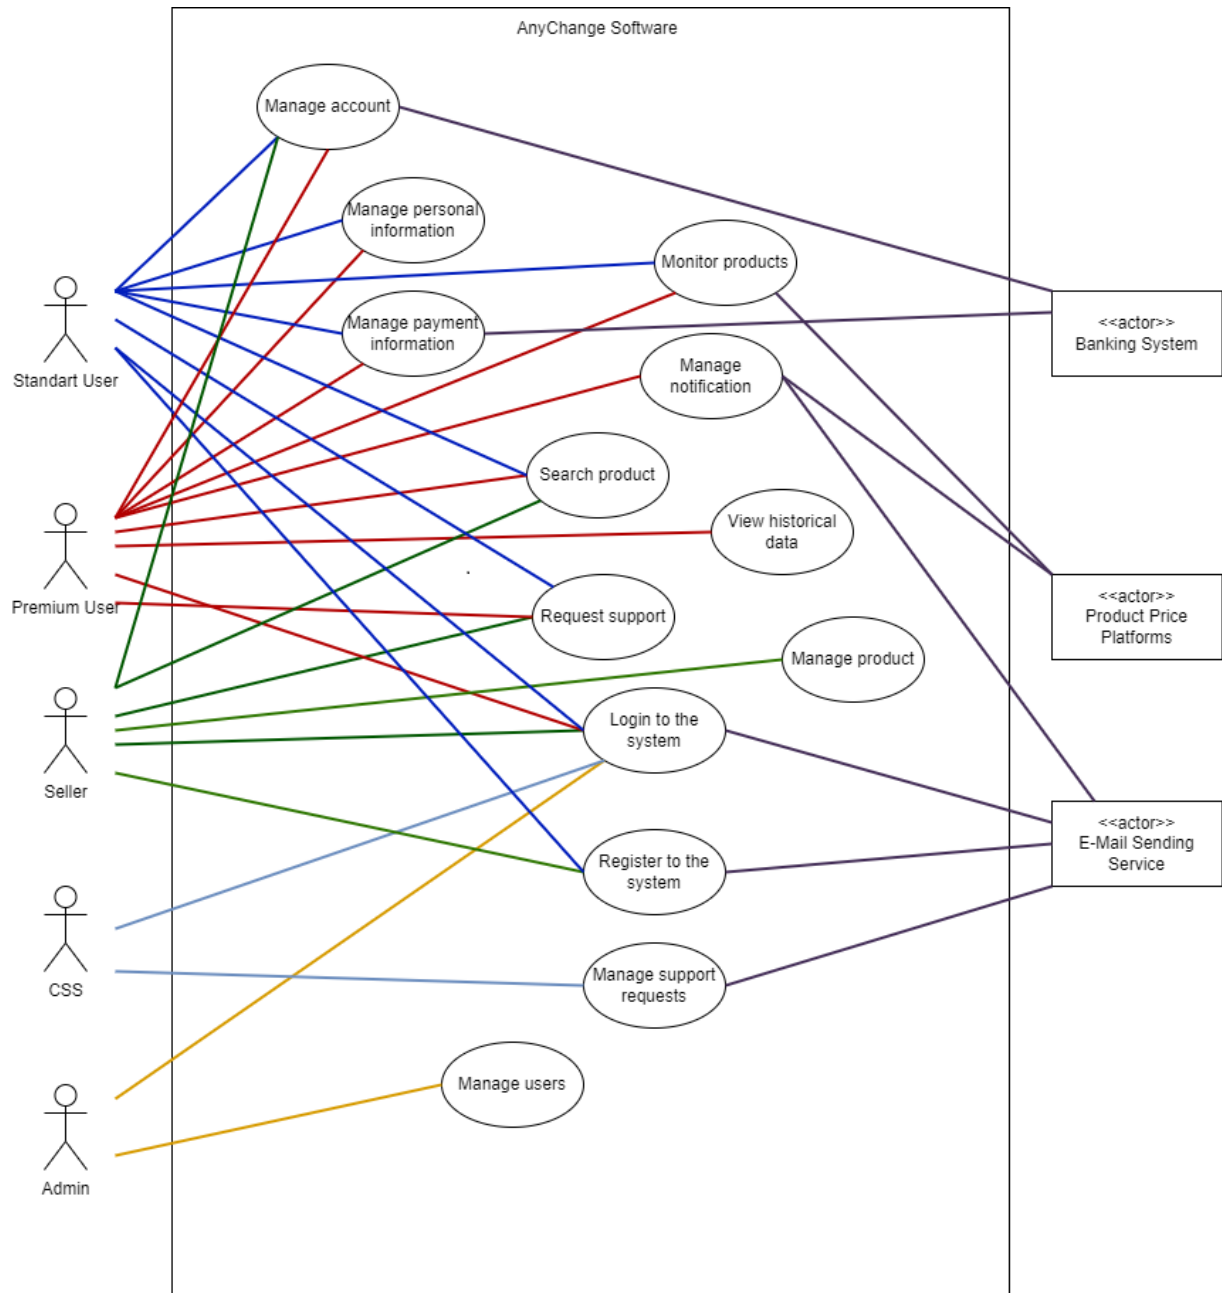 AnyChange Software
Manage account
Manage personal
information
Monitor products
Manage payment
information
Manage
notification
Search product
View historical
data
Request support
Manage product
Login to the
system
Register to the
system
Manage support
requests
Manage users
Standart User
Premium User
Seller
CSS
Admin
<<actor>>
Banking System
<<actor>>
Product Price
Platforms
<<actor>>
E-Mail Sending
Service